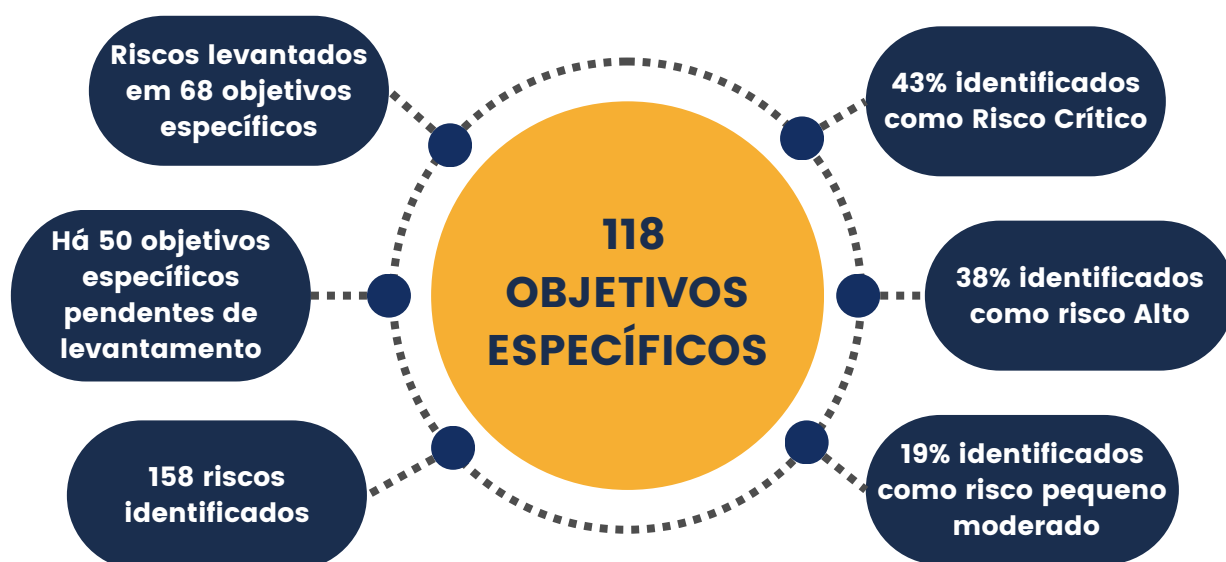 Riscos levantados
em 68 objetivos
específicos
Há 50 objetivos
específicos
pendentes de
levantamento
158 riscos
identificados
118
OBJETIVOS
ESPECÍFICOS
43% identificados
como Risco Crítico
38% identificados
como risco Alto
19% identificados
como risco pequeno
moderado